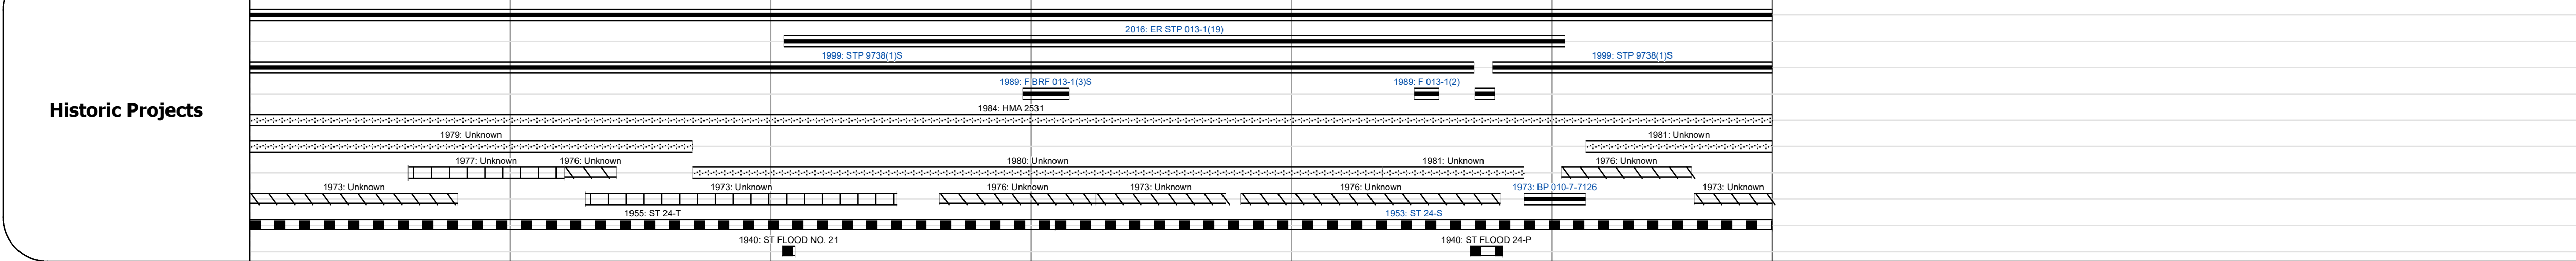 2016: ER STP 013-1(19)
1999: STP 9738(1)S 1999: STP 9738(1)S
1989: F BRF 013-1(3)S 1989: F 013-1(2)
Historic Projects
1984: HMA 2531
1979: Unknown 1981: Unknown
1977: Unknown 1976: Unknown 1980: Unknown 1981: Unknown 1976: Unknown
1973: Unknown 1973: Unknown 1976: Unknown 1973: Unknown 1976: Unknown 1973: BP 010-7-7126 1973: Unknown
1955: ST 24-T 1953: ST 24-S
1940: ST FLOOD NO. 21 1940: ST FLOOD 24-P